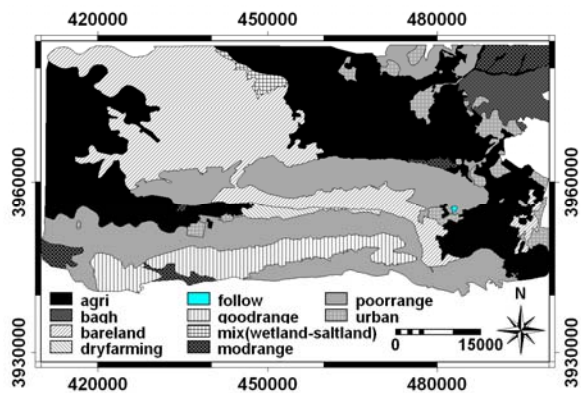 420000 450000 480000
3960000 3960000
agri follow poorrange
bagh goodrange urban
bareland mix(wetland-saltland)
dryfarming modrange
N
0 15000
3930000 3930000
420000 450000 480000